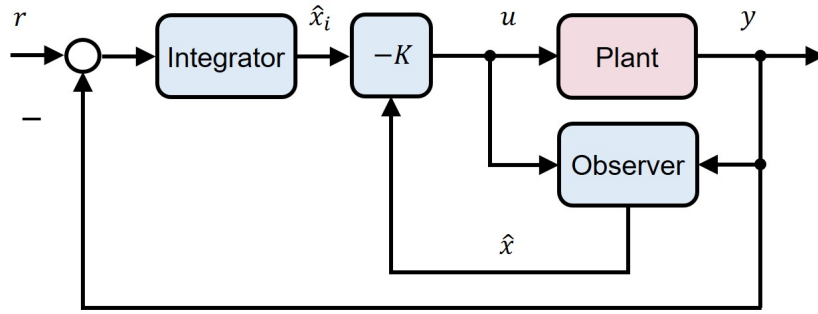 r
Integrator
x̂ᵢ
−K
u
Plant
y
−
Observer
x̂